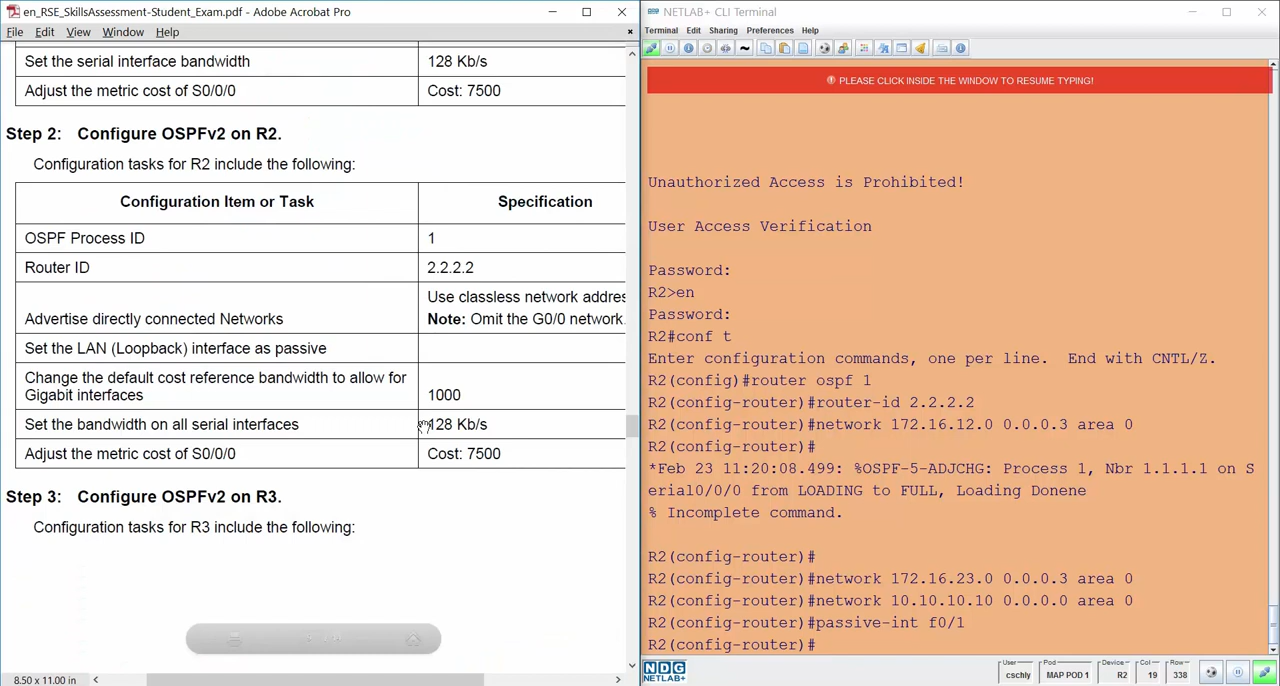 en_RSE_SkillsAssessment-Student_Exam.pdf - Adobe Acrobat Pro
File Edit View Window Help
Set the serial interface bandwidth 128 Kb/s
Adjust the metric cost of S0/0/0 Cost: 7500
Step 2: Configure OSPFv2 on R2.
Configuration tasks for R2 include the following:
Configuration Item or Task Specification
OSPF Process ID 1
Router ID 2.2.2.2
Use classless network addres
Advertise directly connected Networks Note: Omit the G0/0 network.
Set the LAN (Loopback) interface as passive
Change the default cost reference bandwidth to allow for
Gigabit interfaces 1000
Set the bandwidth on all serial interfaces 128 Kb/s
Adjust the metric cost of S0/0/0 Cost: 7500
Step 3: Configure OSPFv2 on R3.
Configuration tasks for R3 include the following:
8.50 x 11.00 in
NETLAB+ CLI Terminal
Terminal Edit Sharing Preferences Help
PLEASE CLICK INSIDE THE WINDOW TO RESUME TYPING!
Unauthorized Access is Prohibited!
User Access Verification
Password:
R2>en
Password:
R2#conf t
Enter configuration commands, one per line. End with CNTL/Z.
R2(config)#router ospf 1
R2(config-router)#router-id 2.2.2.2
R2(config-router)#network 172.16.12.0 0.0.0.3 area 0
R2(config-router)#
*Feb 23 11:20:08.499: %OSPF-5-ADJCHG: Process 1, Nbr 1.1.1.1 on S
erial0/0/0 from LOADING to FULL, Loading Donene
% Incomplete command.
R2(config-router)#
R2(config-router)#network 172.16.23.0 0.0.0.3 area 0
R2(config-router)#network 10.10.10.10 0.0.0.0 area 0
R2(config-router)#passive-int f0/1
R2(config-router)#
NDG
NETLAB+
User Pod Device Col Row
cschly MAP POD 1 R2 19 338